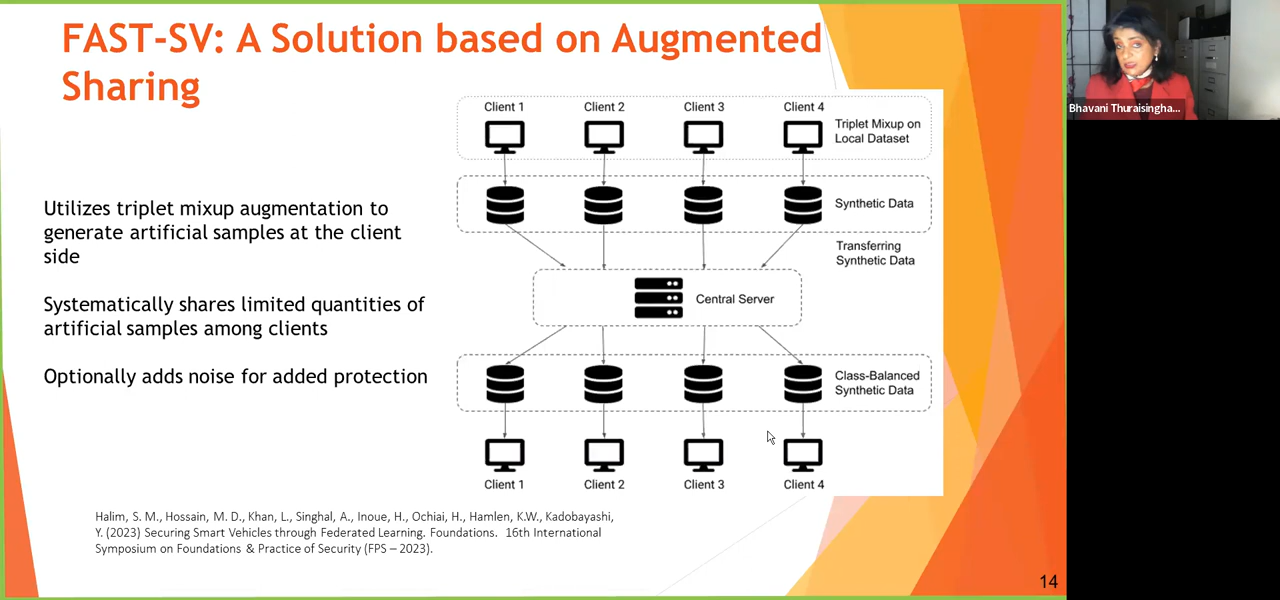 FAST-SV: A Solution based on Augmented
Sharing
Bhavani Thuraisingha...
Client 1
Client 2
Client 3
Client 4
Triplet Mixup on
Local Dataset
Synthetic Data
Transferring
Synthetic Data
Central Server
Class-Balanced
Synthetic Data
Client 1
Client 2
Client 3
Client 4
Utilizes triplet mixup augmentation to
generate artificial samples at the client
side
Systematically shares limited quantities of
artificial samples among clients
Optionally adds noise for added protection
Halim, S. M., Hossain, M. D., Khan, L., Singhal, A., Inoue, H., Ochiai, H., Hamlen, K.W., Kadobayashi,
Y. (2023) Securing Smart Vehicles through Federated Learning. Foundations. 16th International
Symposium on Foundations & Practice of Security (FPS – 2023).
14